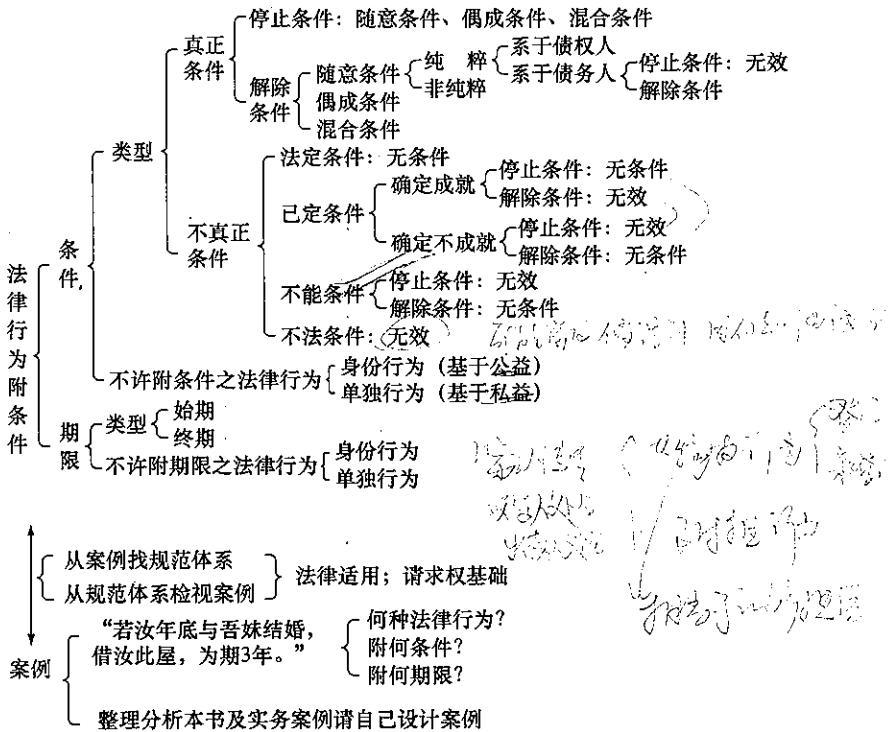 停止条件：随意条件、偶成条件、混合条件
真正条件
解除条件
随意条件
纯 粹
系于债权人
系于债务人
停止条件：无效
解除条件
非纯粹
偶成条件
混合条件
类型
法定条件：无条件
不真正条件
已定条件
确定成就
停止条件：无条件
解除条件：无效
确定不成就
停止条件：无效
解除条件：无条件
不能条件
停止条件：无效
解除条件：无条件
不法条件：无效
条件
法律行为附条件
不许附条件之法律行为
身份行为（基于公益）
单独行为（基于私益）
期限
类型
始期
终期
不许附期限之法律行为
身份行为
单独行为
从案例找规范体系
从规范体系检视案例
法律适用；请求权基础
案例
“若汝年底与吾妹结婚，
借汝此屋，为期3年。”
何种法律行为？
附何条件？
附何期限？
整理分析本书及实务案例请自己设计案例